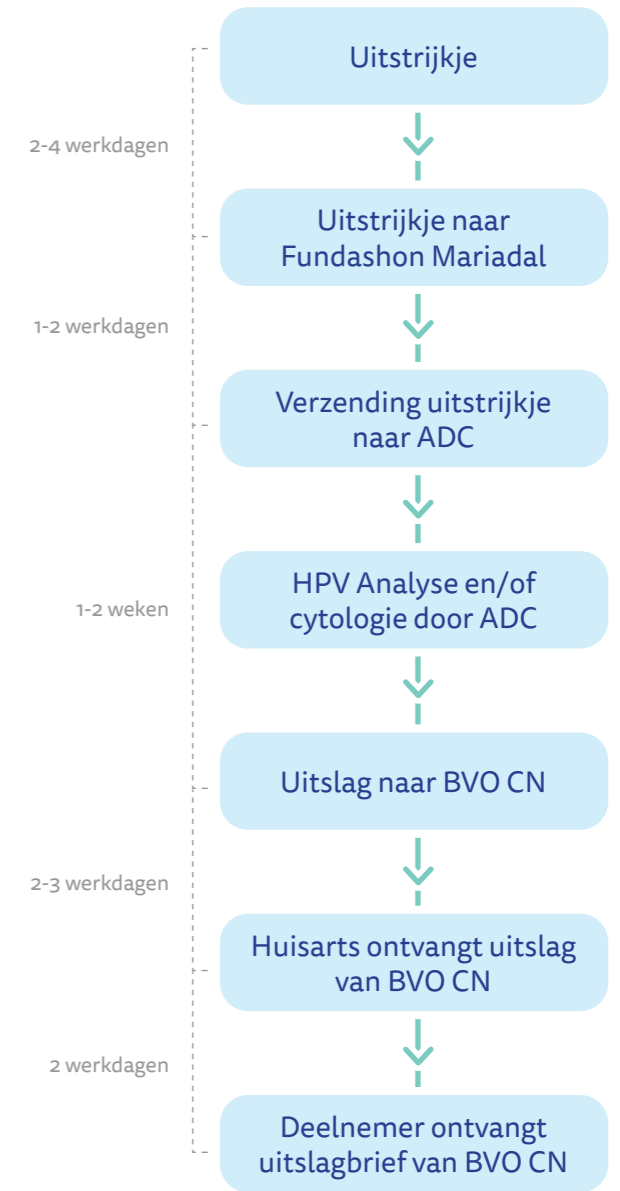 Uitstrijkje
2-4 werkdagen
Uitstrijkje naar
Fundashon Mariadal
1-2 werkdagen
Verzending uitstrijkje
naar ADC
HPV Analyse en/of
cytologie door ADC
1-2 weken
Uitslag naar BVO CN
2-3 werkdagen
Huisarts ontvangt uitslag
van BVO CN
2 werkdagen
Deelnemer ontvangt
uitslagbrief van BVO CN